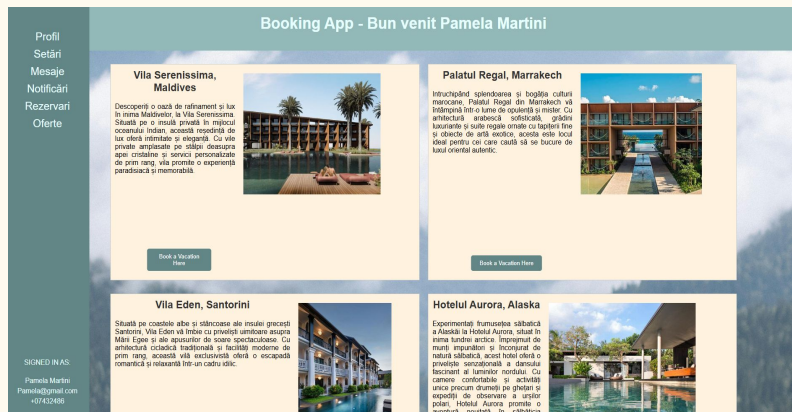 Booking App - Bun venit Pamela Martini
Profil
Setări
Mesaje
Notificări
Rezervari
Oferte
SIGNED IN AS:
Pamela Martini
Pamela@gmail.com
+07432486
Vila Serenissima,
Maldives
Descoperiți o oază de rafinament și lux
în inima Maldivelor, la Vila Serenissima.
Situată pe o insulă privată în mijlocul
oceanului Indian, această reședință de
lux oferă intimitate și eleganță. Cu vile
private amplasate pe stâlpii deasupra
apei cristaline și servicii personalizate
de prim rang, vila promite o experiență
paradisiacă și memorabilă.
Book a Vacation
Here
Palatul Regal, Marrakech
Intruchipând splendoarea și bogăția culturii
marocane, Palatul Regal din Marrakech vă
întâmpină într-o lume de opulență și mister. Cu
arhitectură arabescă sofisticată, grădini
luxuriante și suite regale ornate cu tapițerii fine
și obiecte de artă exotice, acesta este locul
ideal pentru cei care caută să se bucure de
luxul oriental autentic.
Book a Vacation Here
Vila Eden, Santorini
Situată pe coastele albe și stâncoase ale insulei grecești
Santorini, Vila Eden vă îmbie cu priveliști uimitoare asupra
Mării Egee și ale apusurilor de soare spectaculoase. Cu
arhitectură cicladică tradițională și facilități moderne de
prim rang, această vilă exclusivistă oferă o escapadă
romantică și relaxantă într-un cadru idilic.
Hotelul Aurora, Alaska
Experimentați frumusețea sălbatică
a Alaskăi la Hotelul Aurora, situat în
inima tundrei arctice. Împrejmuit de
munți impunători și înconjurat de
natură sălbatică, acest hotel oferă o
priveliște senzațională a dansului
fascinant al luminilor nordului. Cu
camere confortabile și activități
unice precum drumeții pe ghețari și
expediții de observare a urșilor
polari, Hotelul Aurora promite o